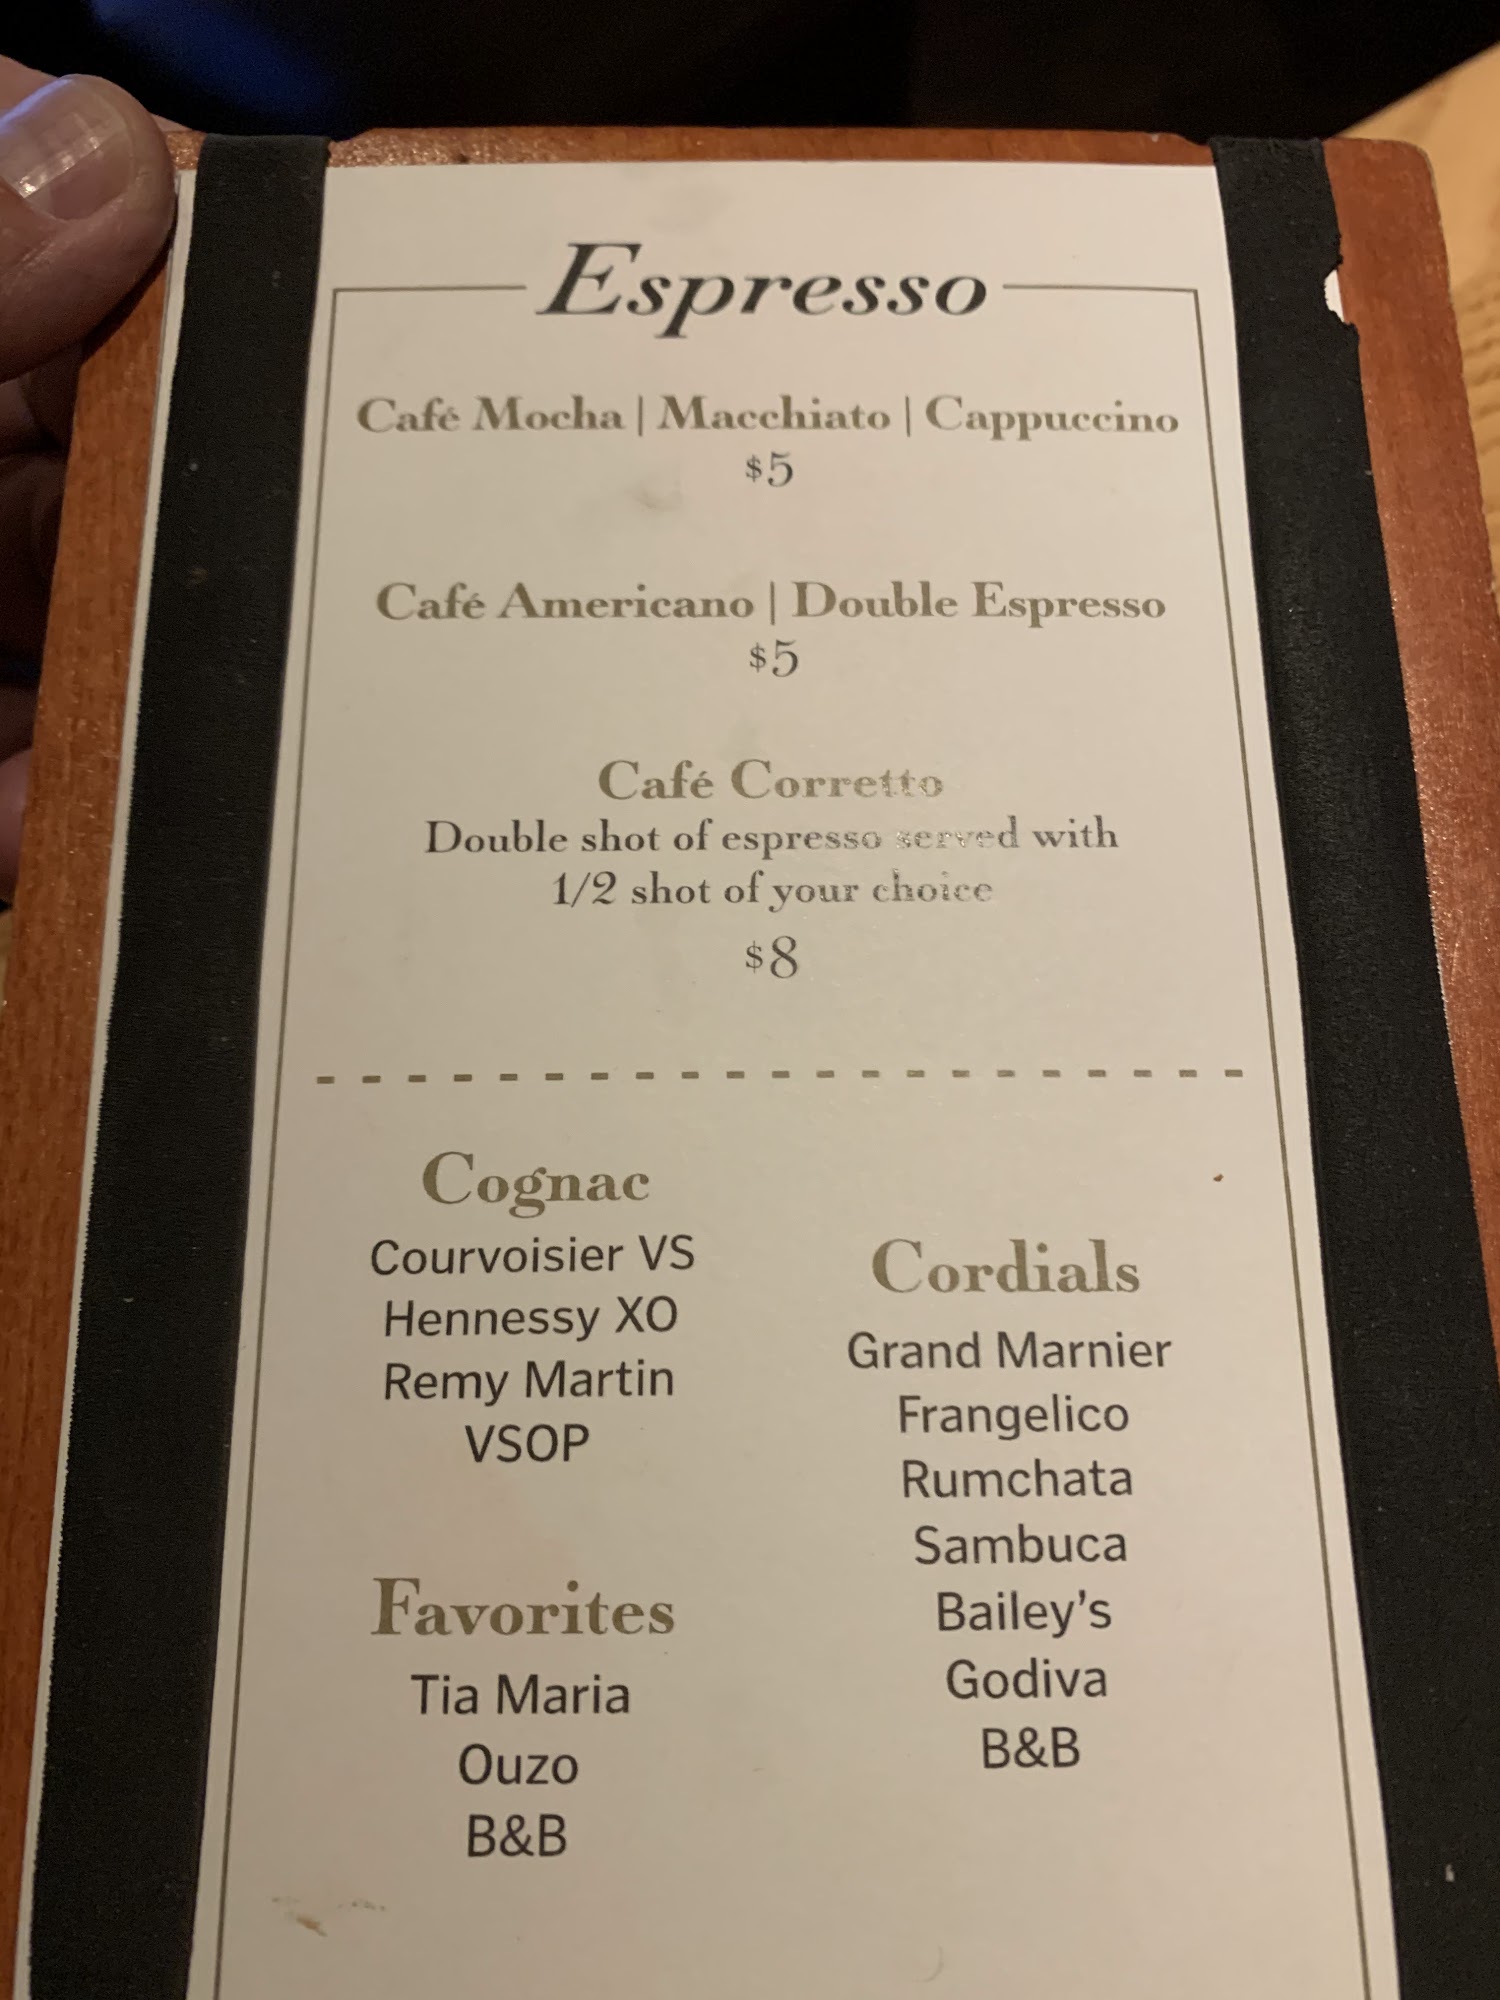 Espresso
Café Mocha | Macchiato | Cappuccino
$5
Café Americano | Double Espresso
$5
Café Corretto
Double shot of espresso served with
1/2 shot of your choice
$8
Cognac
Courvoisier VS
Hennessy XO
Remy Martin
VSOP
Favorites
Tia Maria
Ouzo
B&B
Cordials
Grand Marnier
Frangelico
Rumchata
Sambuca
Bailey's
Godiva
B&B